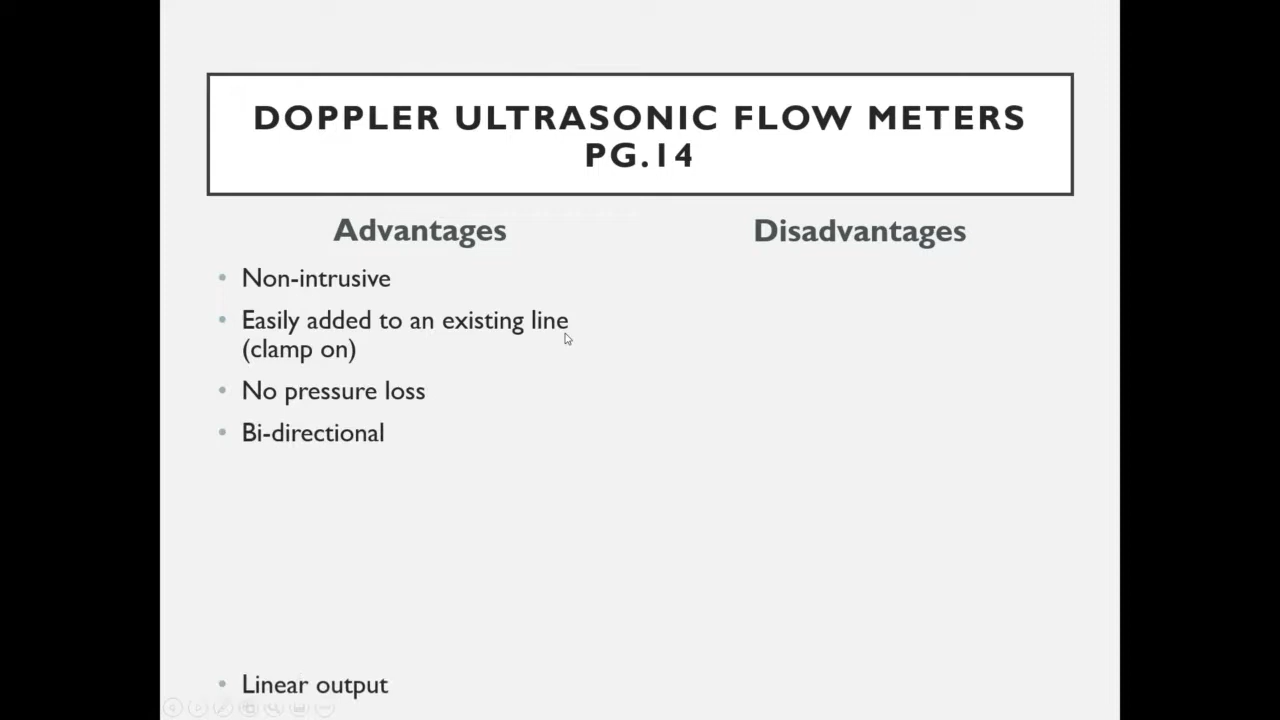 DOPPLER ULTRASONIC FLOW METERS
PG.14
Advantages
• Non-intrusive
• Easily added to an existing line
(clamp on)
• No pressure loss
• Bi-directional
• Linear output
Disadvantages